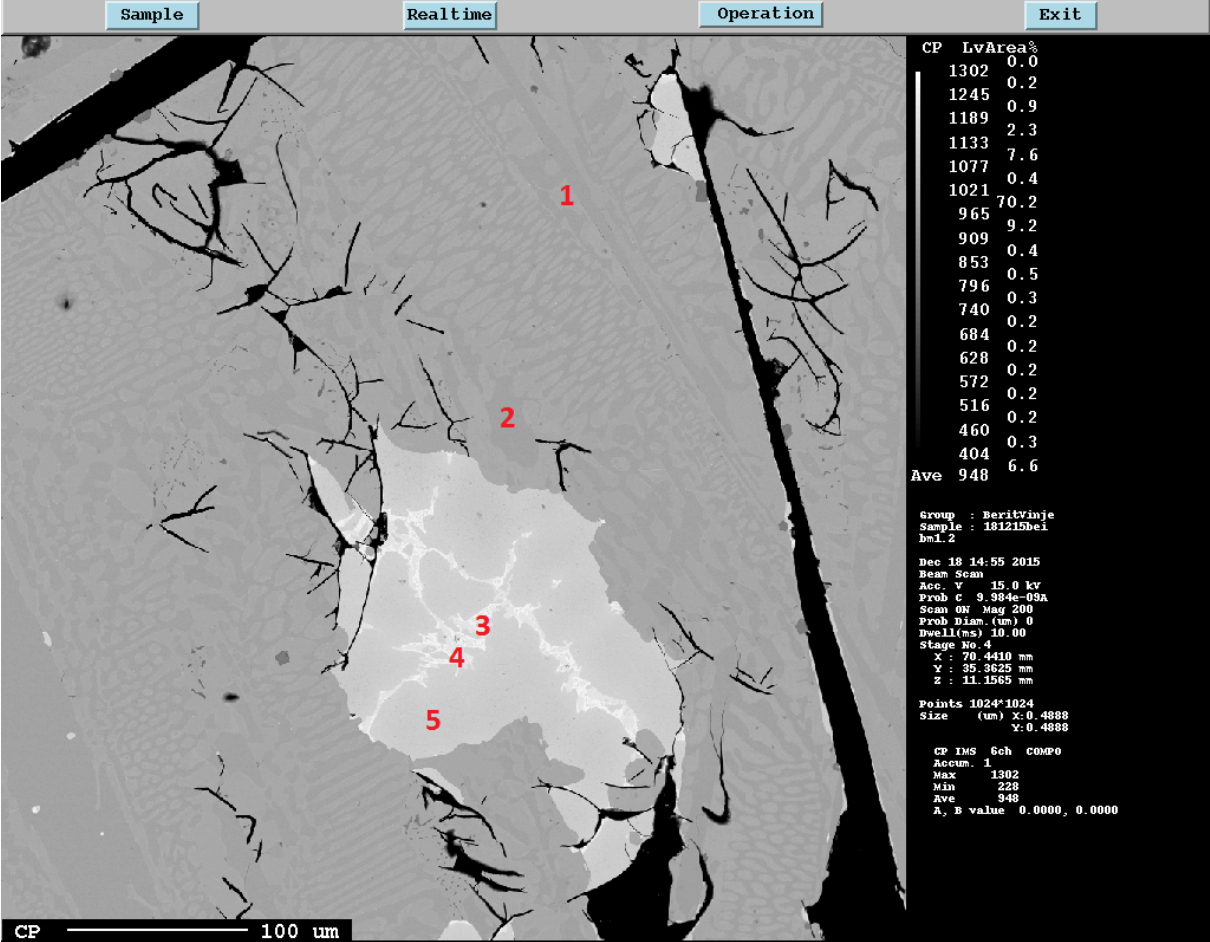 Sample Realtime Operation Exit
CP LvArea%
0.0
1302
0.2
1245
0.9
1189
2.3
1133
7.6
1077
0.4
1021
70.2
965
9.2
909
0.4
853
0.5
796
0.3
740
0.2
684
0.2
628
0.2
572
0.2
516
0.2
460
0.3
404
6.6
Ave 948
Group : BeritVinje
Sample : 181215bei
bm1.2
Dec 18 14:55 2015
Beam Scan
Acc. V 15.0 kV
Prob C 9.984e-09A
Scan ON Mag 200
Prob Diam.(um) 0
Dwell(ms) 10.00
Stage No.4
X : 70.4410 mm
Y : 35.3625 mm
Z : 11.1565 mm
Points 1024*1024
Size (um) X:0.4888
Y:0.4888
CP IMS 6ch COMPO
Accum. 1
Max 1302
Min 228
Ave 948
A, B value 0.0000, 0.0000
1
2
3
4
5
CP 100 um